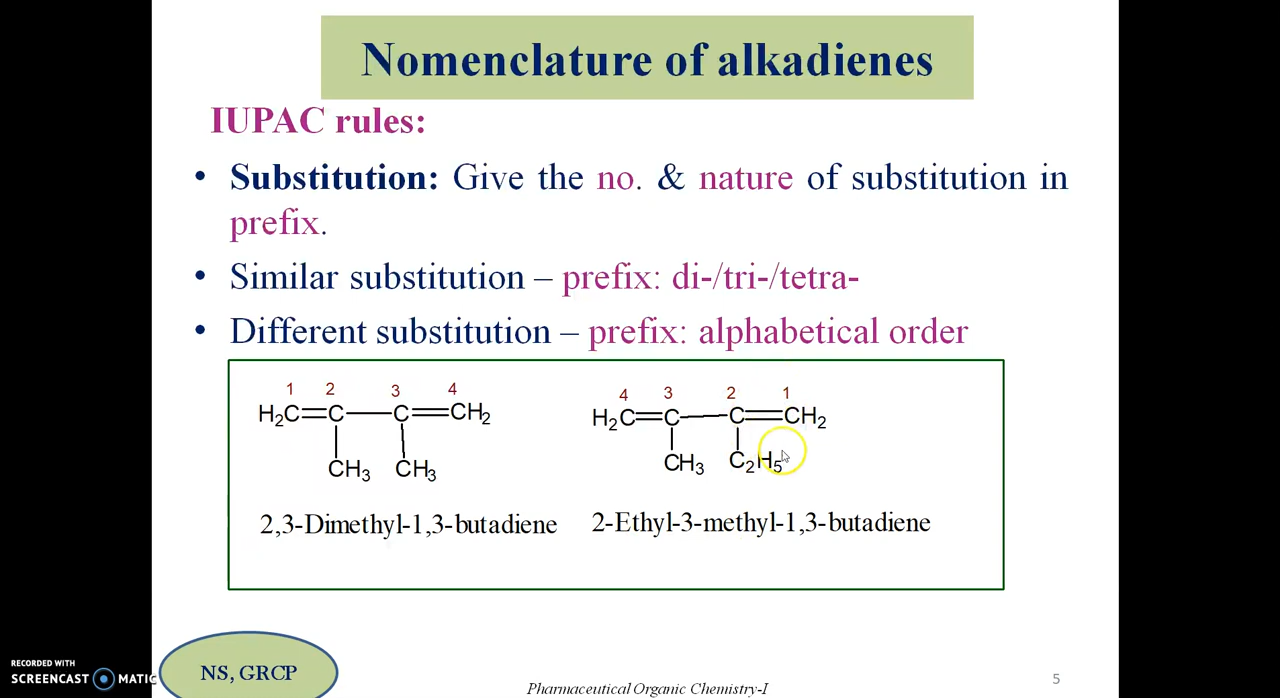 Nomenclature of alkadienes
IUPAC rules:
• Substitution: Give the no. & nature of substitution in
prefix.
• Similar substitution – prefix: di-/tri-/tetra-
• Different substitution – prefix: alphabetical order
1 2 3 4
H₂C=C—C=CH₂
CH₃ CH₃
2,3-Dimethyl-1,3-butadiene
4 3 2 1
H₂C=C—C=CH₂
CH₃ C₂H₅
2-Ethyl-3-methyl-1,3-butadiene
RECORDED WITH
SCREENCAST MATIC
NS, GRCP
Pharmaceutical Organic Chemistry-I
5